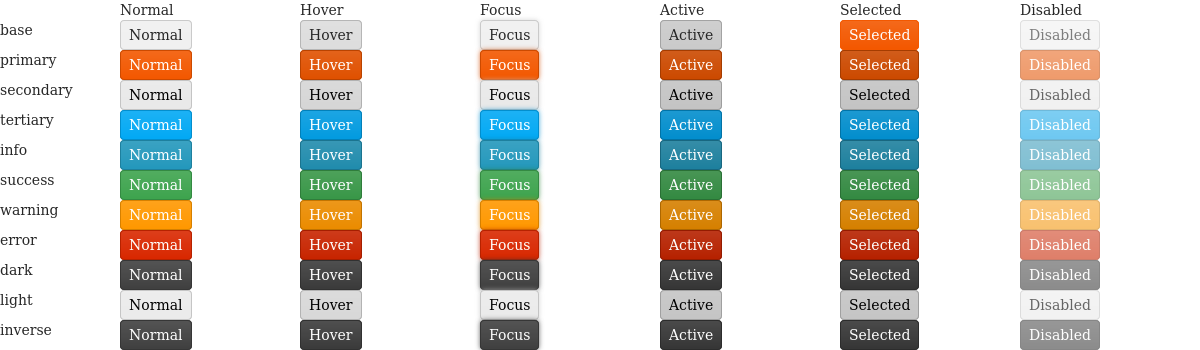 Normal Hover Focus Active Selected Disabled
base Normal Hover Focus Active Selected Disabled
primary Normal Hover Focus Active Selected Disabled
secondary Normal Hover Focus Active Selected Disabled
tertiary Normal Hover Focus Active Selected Disabled
info Normal Hover Focus Active Selected Disabled
success Normal Hover Focus Active Selected Disabled
warning Normal Hover Focus Active Selected Disabled
error Normal Hover Focus Active Selected Disabled
dark Normal Hover Focus Active Selected Disabled
light Normal Hover Focus Active Selected Disabled
inverse Normal Hover Focus Active Selected Disabled